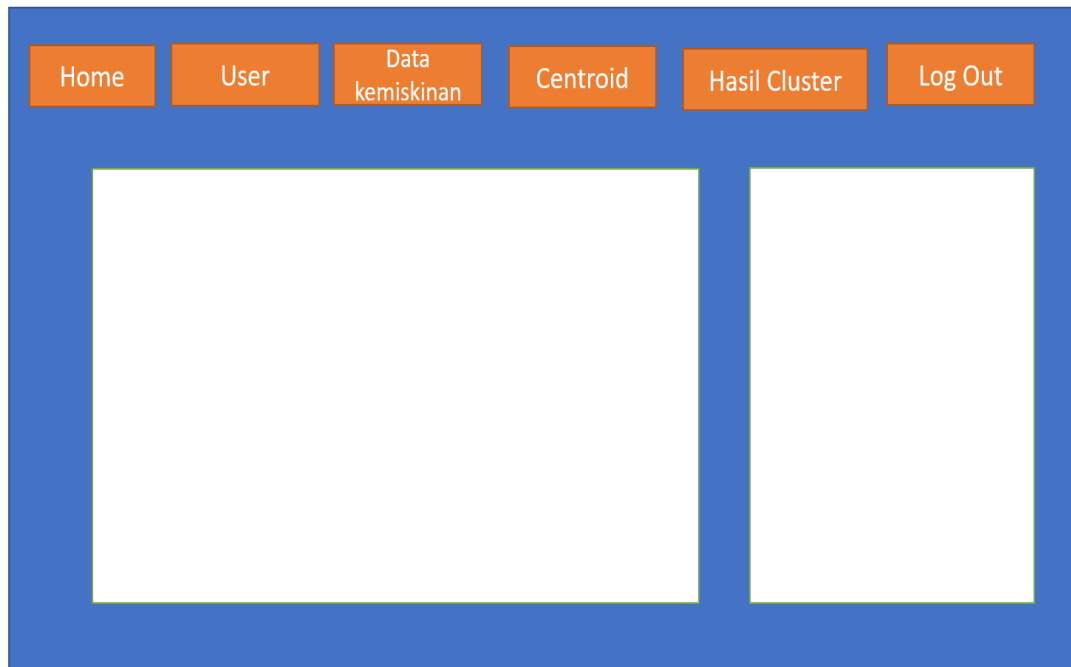 Home
User
Data
kemiskinan
Centroid
Hasil Cluster
Log Out